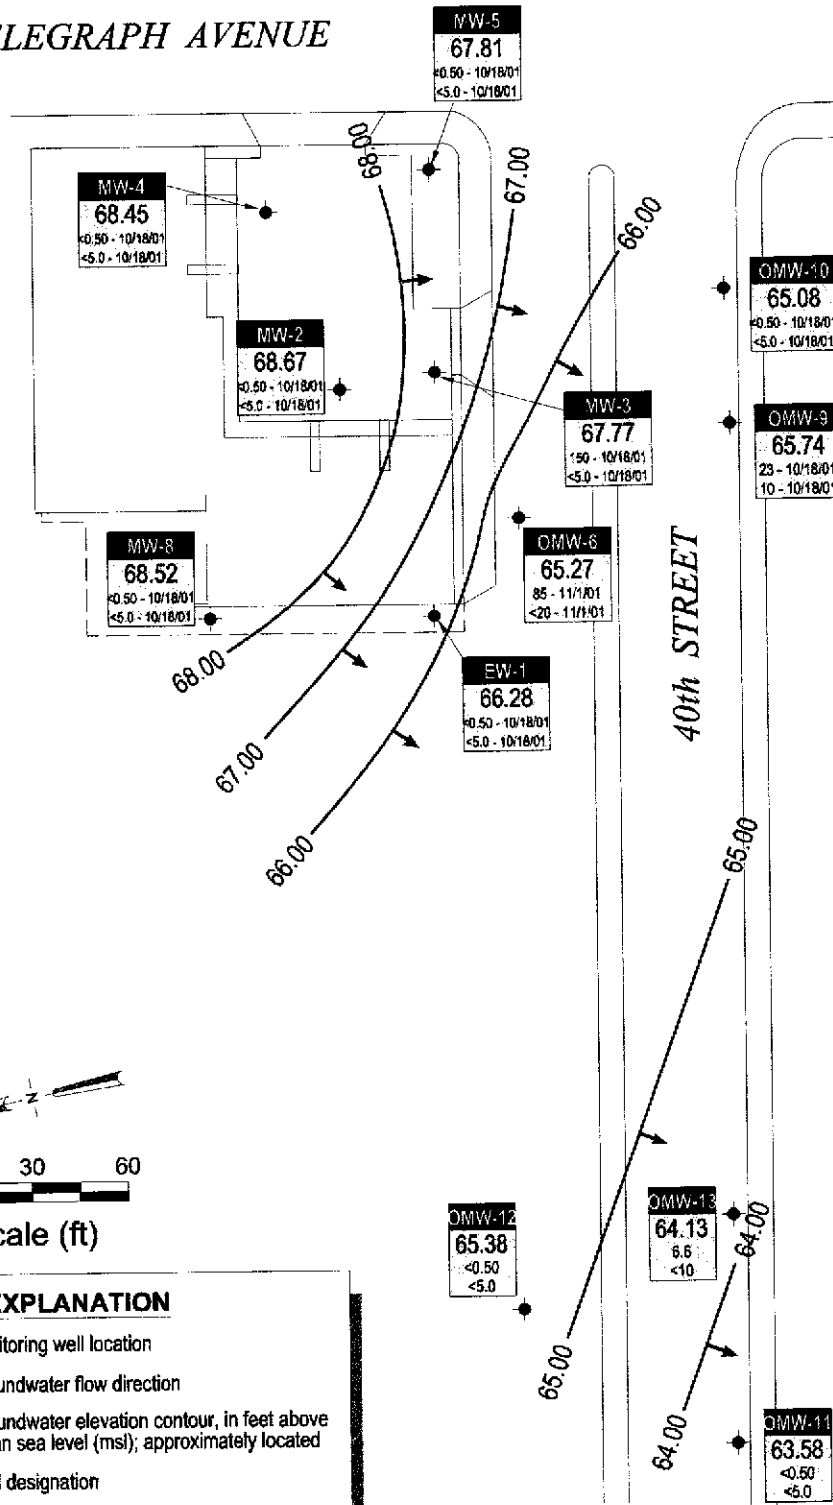 TELEGRAPH AVENUE
MW-5
67.81
<0.50 - 10/18/01
<5.0 - 10/18/01
68.00
67.00
66.00
MW-4
68.45
<0.50 - 10/18/01
<5.0 - 10/18/01
OMW-10
65.08
<0.50 - 10/18/01
<5.0 - 10/18/01
MW-2
68.67
<0.50 - 10/18/01
<5.0 - 10/18/01
MW-3
67.77
150 - 10/18/01
<5.0 - 10/18/01
OMW-9
65.74
23 - 10/18/01
10 - 10/18/01
MW-8
68.52
<0.50 - 10/18/01
<5.0 - 10/18/01
OMW-6
65.27
85 - 11/1/01
<20 - 11/1/01
40th STREET
EW-1
66.28
<0.50 - 10/18/01
<5.0 - 10/18/01
68.00
67.00
66.00
65.00
N
30 60
cale (ft)
OMW-12
65.38
<0.50
<5.0
OMW-13
64.13
6.6
<10
64.00
65.00
64.00
OMW-11
63.58
<0.50
<5.0
EXPLANATION
itoring well location
undwater flow direction
undwater elevation contour, in feet above
an sea level (msl); approximately located
l designation